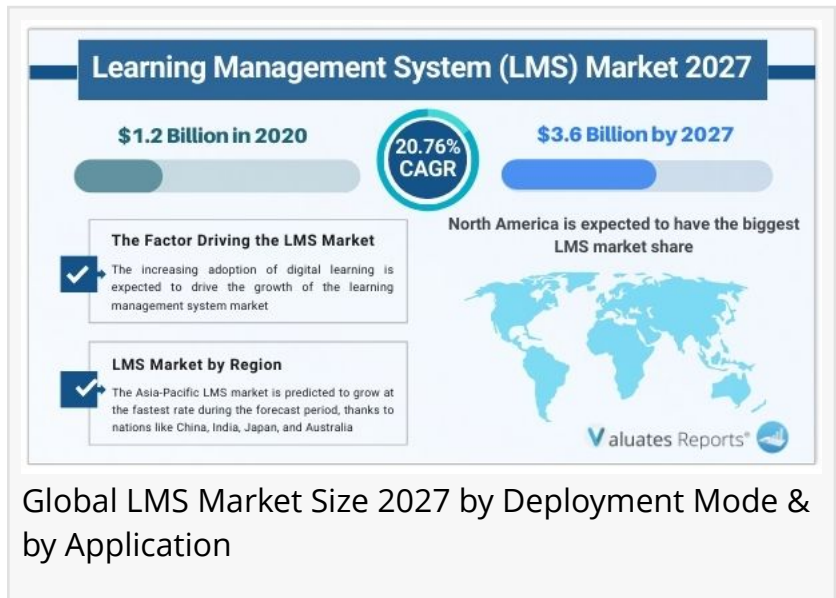 Learning Management System (LMS) Market 2027
$1.2 Billion in 2020
20.76%
CAGR
$3.6 Billion by 2027
The Factor Driving the LMS Market
The increasing adoption of digital learning is
expected to drive the growth of the learning
management system market
LMS Market by Region
The Asia-Pacific LMS market is predicted to grow at
the fastest rate during the forecast period, thanks to
nations like China, India, Japan, and Australia
North America is expected to have the biggest
LMS market share
Valuates Reports®
Global LMS Market Size 2027 by Deployment Mode &
by Application